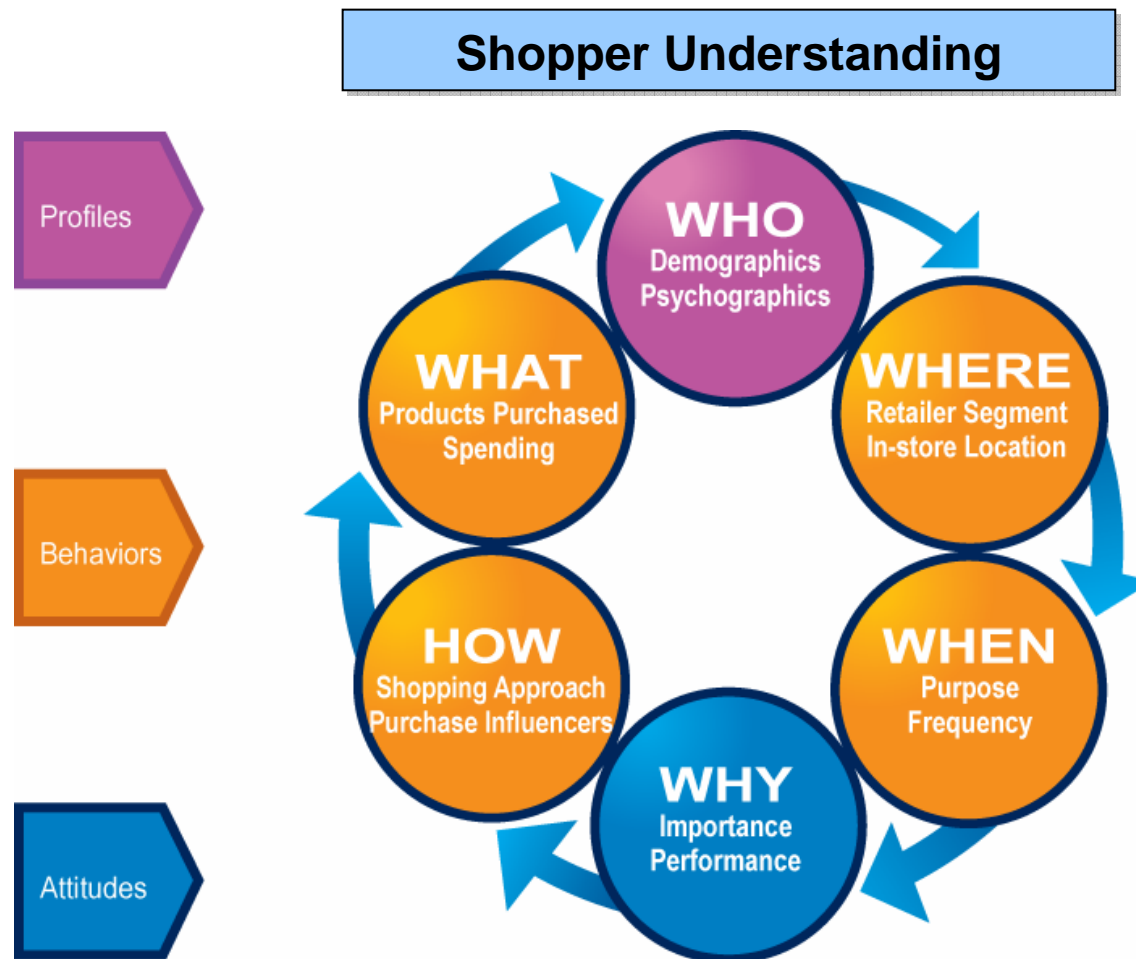 Shopper Understanding
Profiles
WHO
Demographics
Psychographics
WHERE
Retailer Segment
In-store Location
WHAT
Products Purchased
Spending
Behaviors
WHEN
Purpose
Frequency
HOW
Shopping Approach
Purchase Influencers
WHY
Importance
Performance
Attitudes